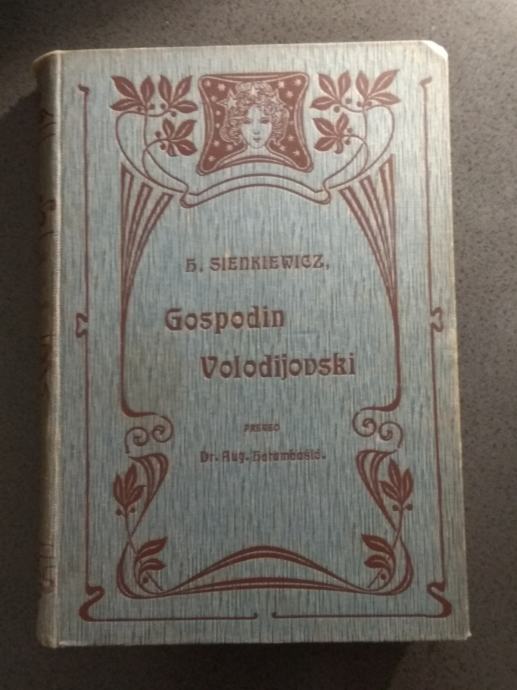 H. SIENKIEWICZ,
Gospodin
Volodijovski
PREVEO
Dr. Aug. Harambašić.